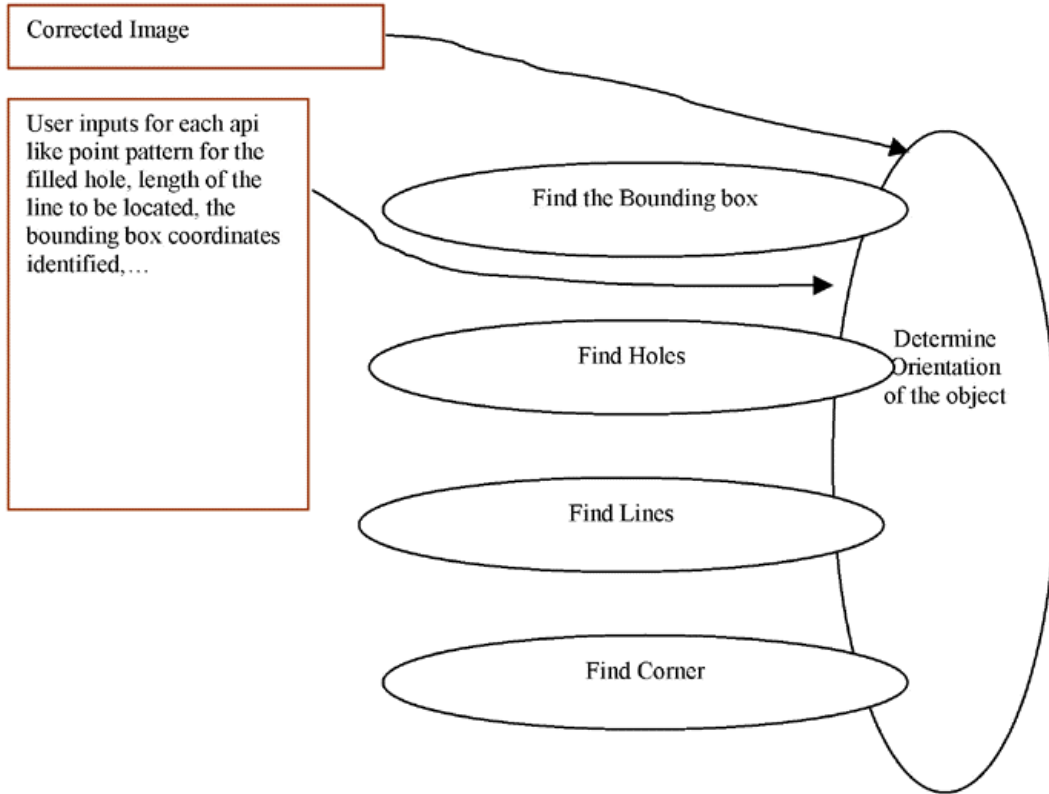 Corrected Image
User inputs for each api
like point pattern for the
filled hole, length of the
line to be located, the
bounding box coordinates
identified,…
Find the Bounding box
Find Holes
Determine
Orientation
of the object
Find Lines
Find Corner